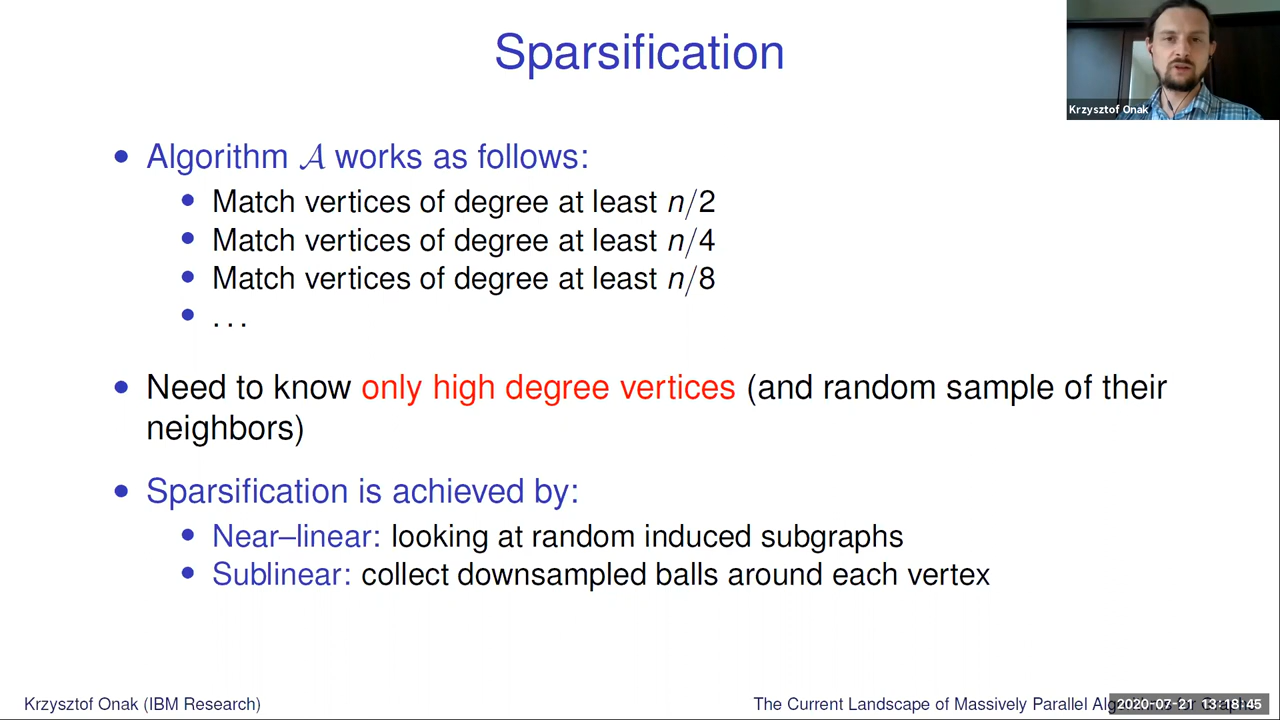 Sparsification
Krzysztof Onak
• Algorithm 𝒜 works as follows:
• Match vertices of degree at least n/2
• Match vertices of degree at least n/4
• Match vertices of degree at least n/8
• . . .
• Need to know only high degree vertices (and random sample of their
neighbors)
• Sparsification is achieved by:
• Near–linear: looking at random induced subgraphs
• Sublinear: collect downsampled balls around each vertex
Krzysztof Onak (IBM Research)
The Current Landscape of Massively Parallel
2020-07-21 13:18:45